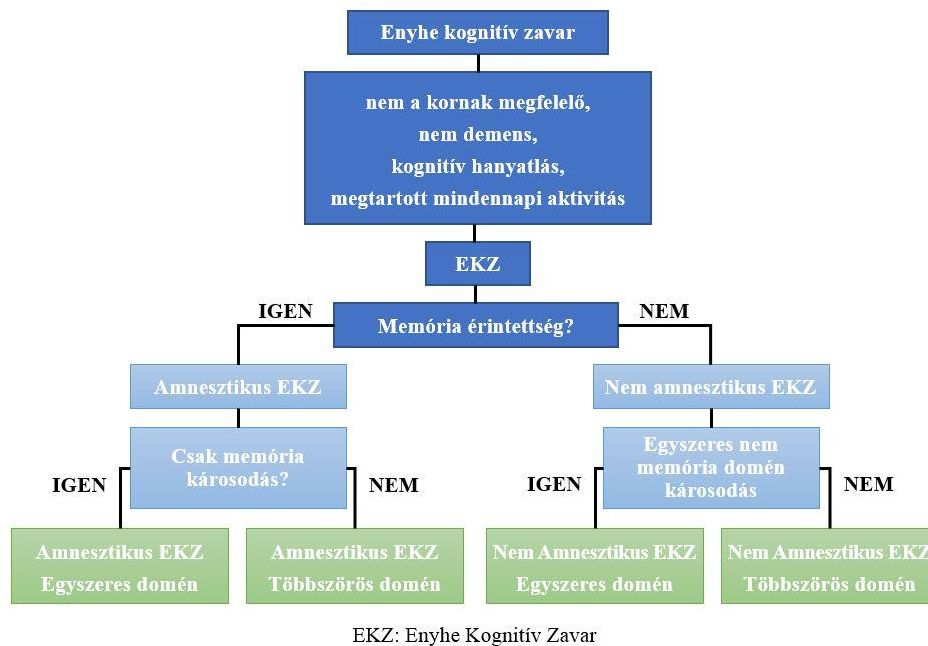 Enyhe kognitív zavar
nem a kornak megfelelő,
nem demens,
kognitív hanyatlás,
megtartott mindennapi aktivitás
EKZ
IGEN
Memória érintettség?
NEM
Amnesztikus EKZ
Nem amnesztikus EKZ
Csak memória
károsodás?
IGEN
NEM
Egyszeres nem
memória domén
károsodás
IGEN
NEM
Amnesztikus EKZ
Egyszeres domén
Amnesztikus EKZ
Többszörös domén
Nem Amnesztikus EKZ
Egyszeres domén
Nem Amnesztikus EKZ
Többszörös domén
EKZ: Enyhe Kognitív Zavar